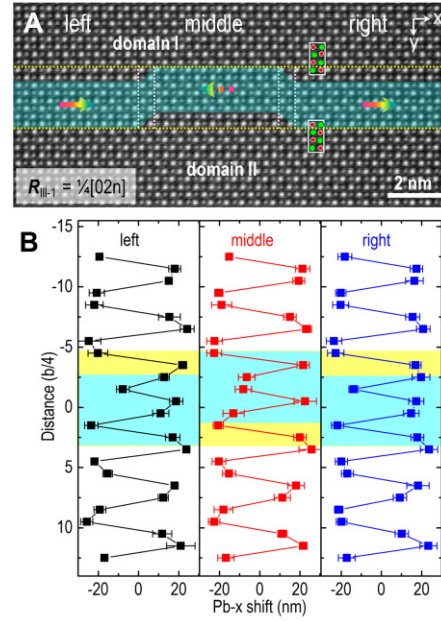 A
left
middle
right
x
y
domain I
domain II
R III-1 = ¼[02n]
2 nm
B
left
middle
right
-15
-10
-5
0
5
10
Distance (b/4)
-20 0 20 -20 0 20 -20 0 20
Pb-x shift (nm)